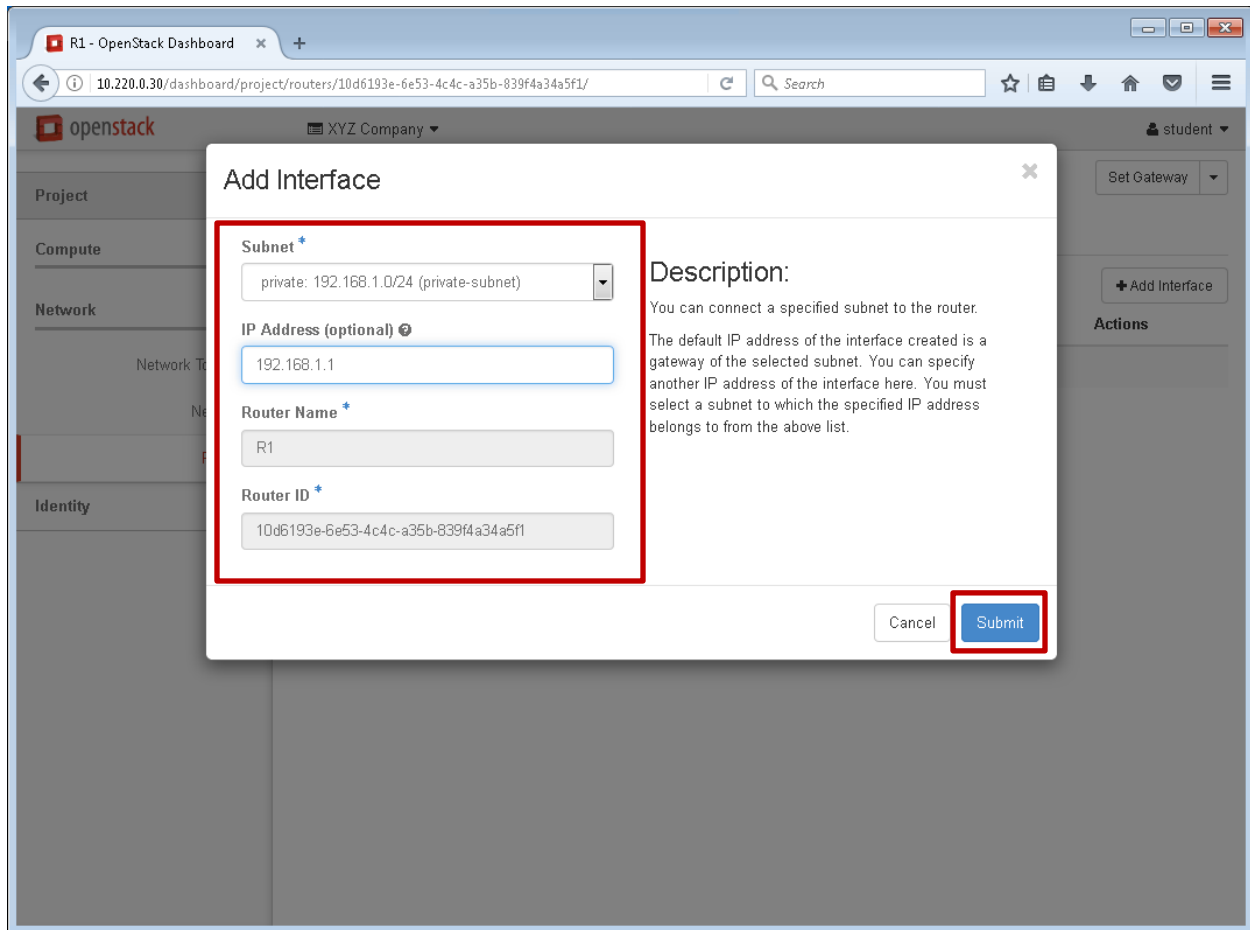 R1 - OpenStack Dashboard
10.220.0.30/dashboard/project/routers/10d6193e-6e53-4c4c-a35b-839f4a34a5f1/
Search
openstack
XYZ Company
student
Set Gateway
Project
Compute
Network
Network To
Ne
Identity
+ Add Interface
Actions
Add Interface
Subnet *
private: 192.168.1.0/24 (private-subnet)
IP Address (optional)
192.168.1.1
Router Name *
R1
Router ID *
10d6193e-6e53-4c4c-a35b-839f4a34a5f1
Description:
You can connect a specified subnet to the router.
The default IP address of the interface created is a
gateway of the selected subnet. You can specify
another IP address of the interface here. You must
select a subnet to which the specified IP address
belongs to from the above list.
Cancel
Submit